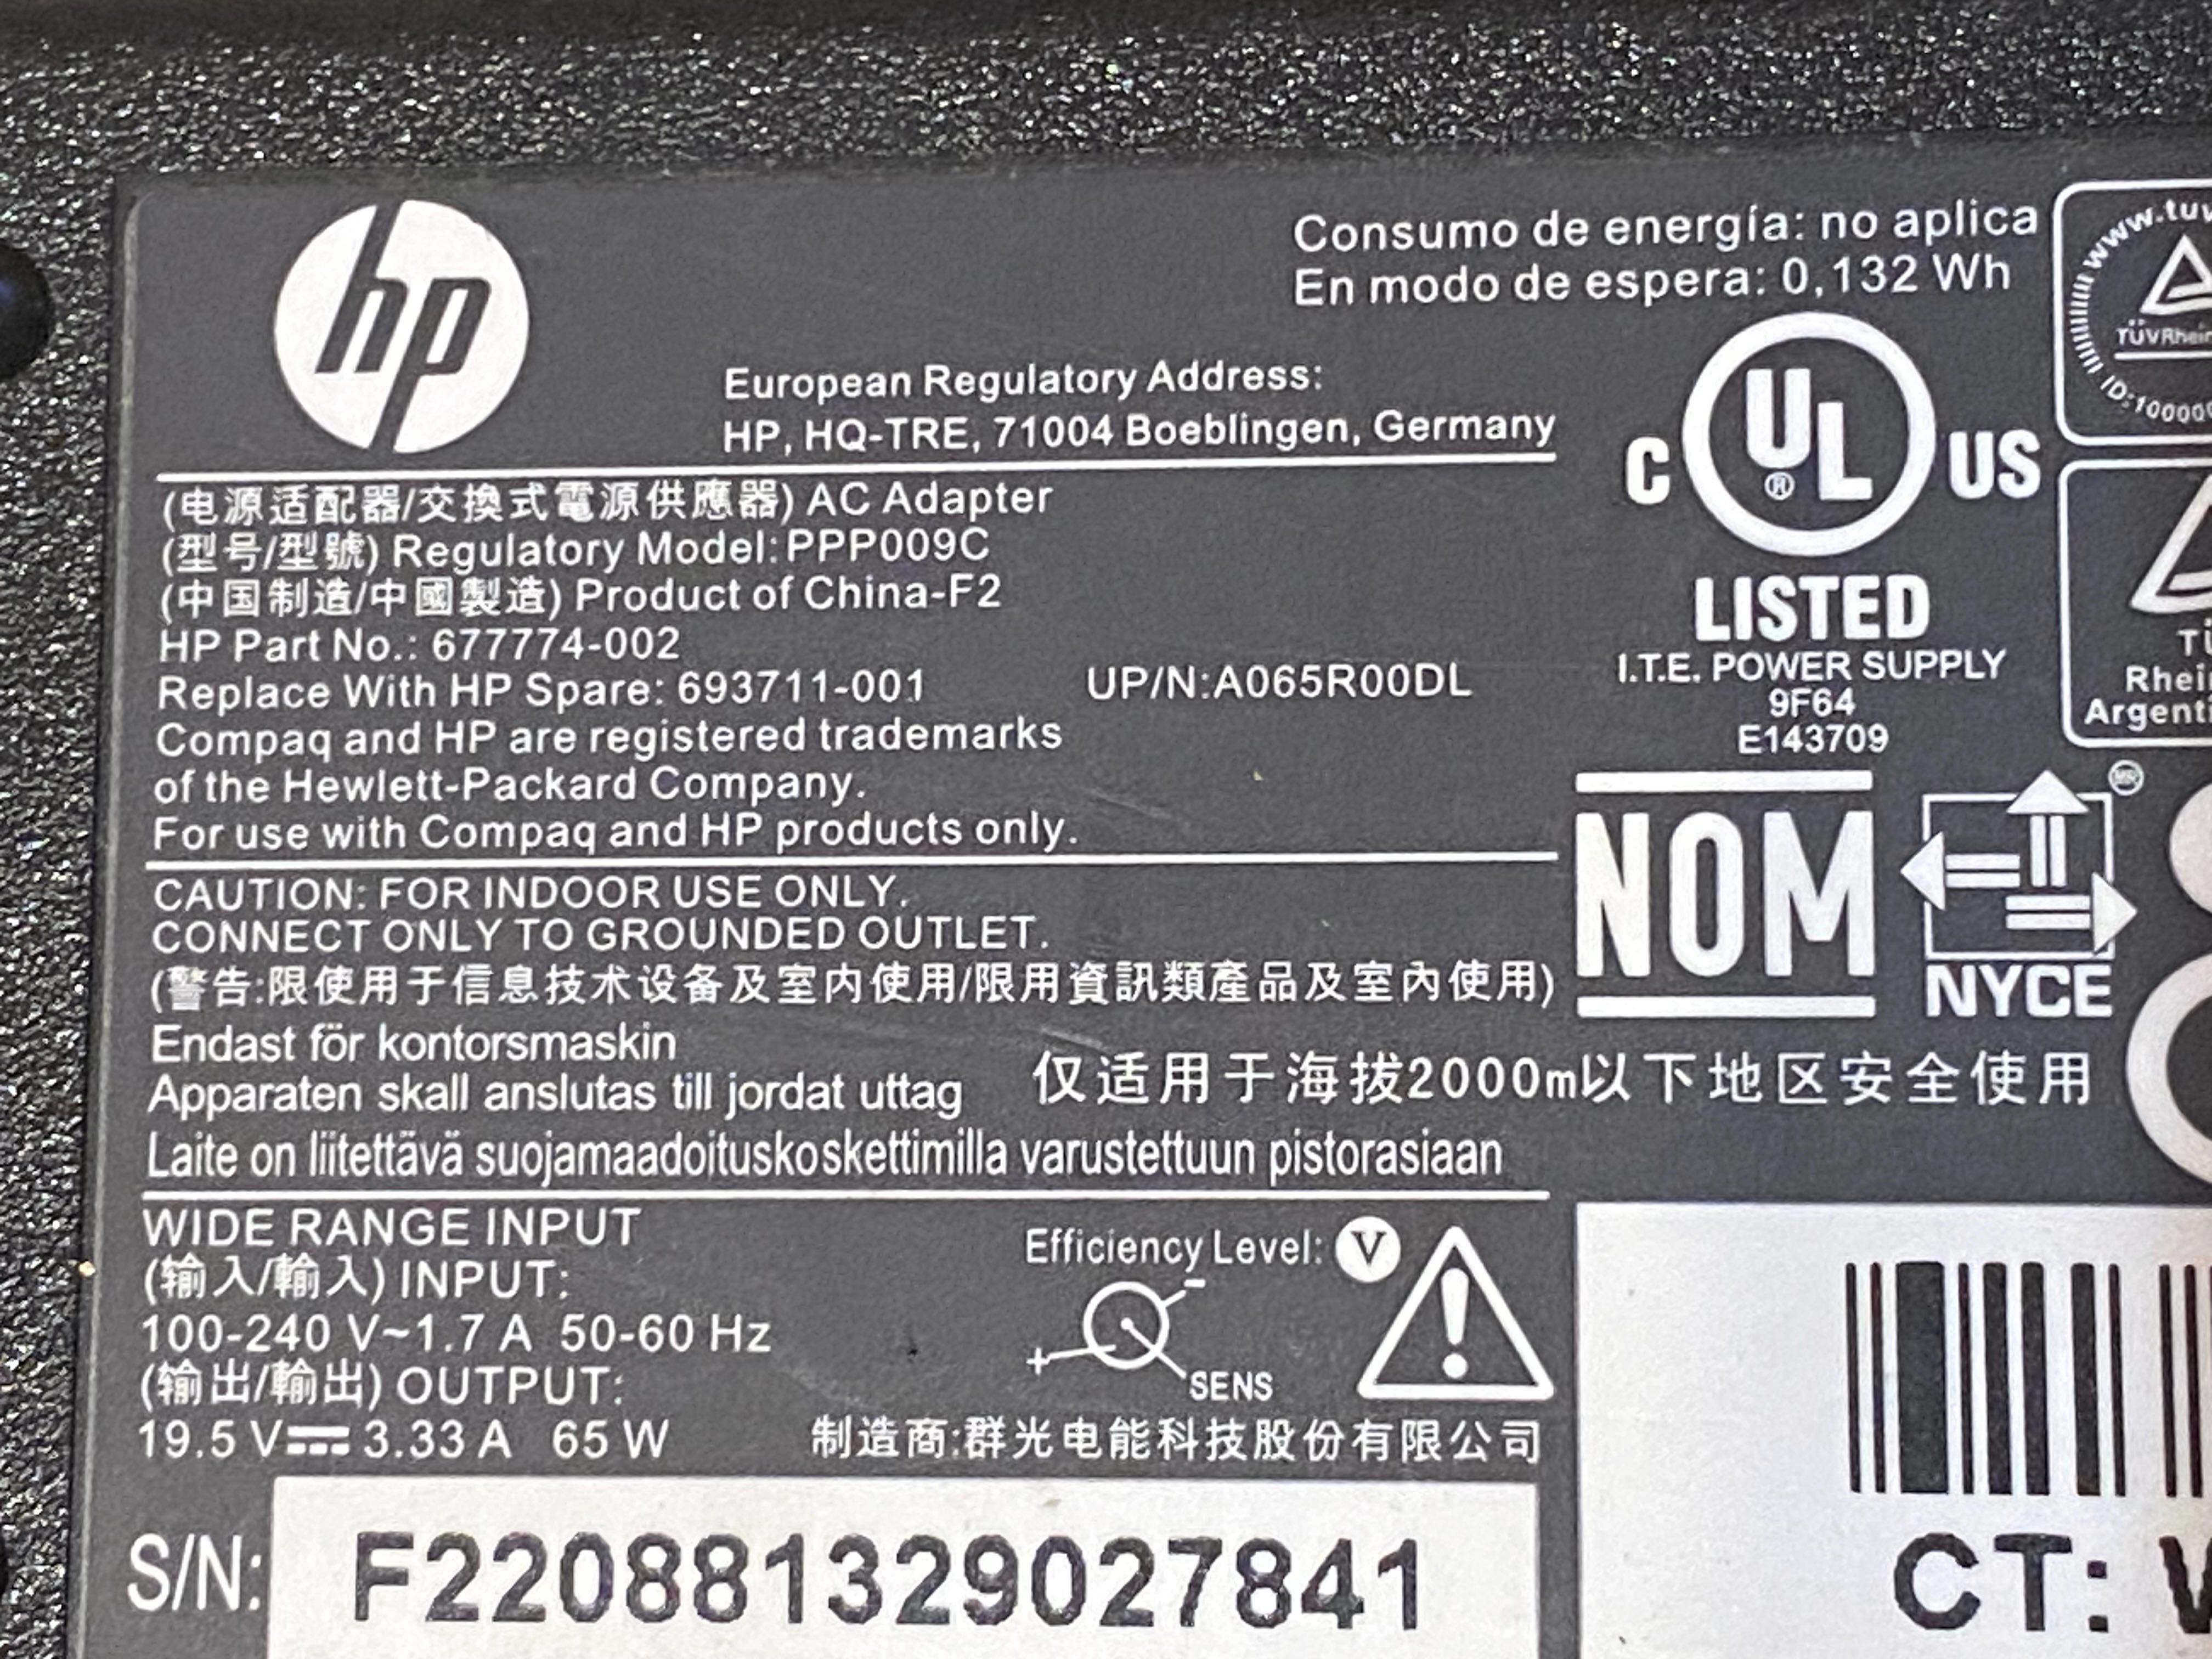 hp
Consumo de energía: no aplica
En modo de espera: 0,132 Wh
European Regulatory Address:
HP, HQ-TRE, 71004 Boeblingen, Germany
(电源适配器/交換式電源供應器) AC Adapter
(型号/型號) Regulatory Model: PPP009C
(中国制造/中國製造) Product of China-F2
HP Part No.: 677774-002
Replace With HP Spare: 693711-001
UP/N:A065R00DL
Compaq and HP are registered trademarks
of the Hewlett-Packard Company.
For use with Compaq and HP products only.
C UL ® US
LISTED
I.T.E. POWER SUPPLY
9F64
E143709
www.tuv
TÜVRhein
ID:10000
Rhein
Argenti
NOM
NYCE
CAUTION: FOR INDOOR USE ONLY.
CONNECT ONLY TO GROUNDED OUTLET.
(警告:限使用于信息技术设备及室内使用/限用資訊類產品及室內使用)
Endast för kontorsmaskin
Apparaten skall anslutas till jordat uttag
仅适用于海拔2000m以下地区安全使用
Laite on liitettävä suojamaadoituskoskettimilla varustettuun pistorasiaan
WIDE RANGE INPUT
(输入/輸入) INPUT:
100-240 V~1.7 A 50-60 Hz
(输出/輸出) OUTPUT:
19.5 V⎓3.33 A 65 W
Efficiency Level: V
- + SENS
制造商:群光电能科技股份有限公司
S/N: F220881329027841
CT: